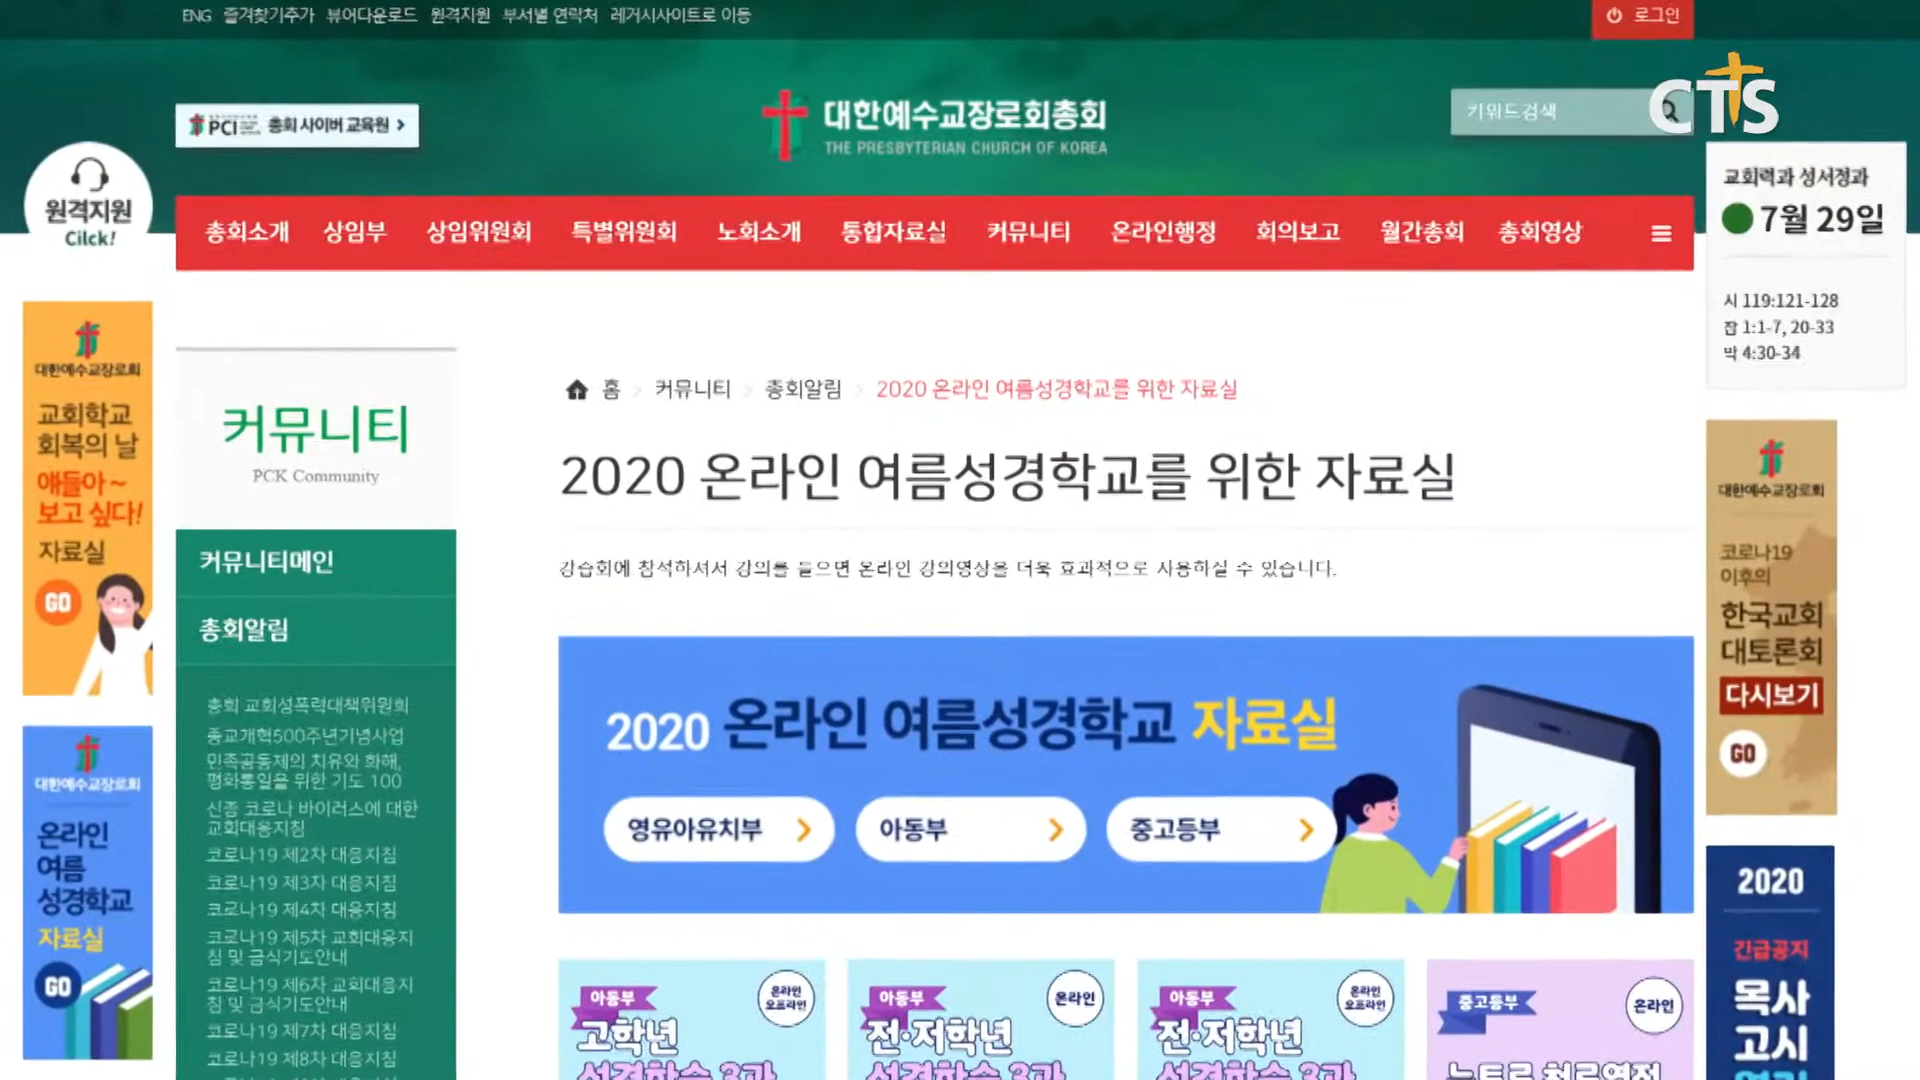 ENG 즐겨찾기추가 뷰어다운로드 원격지원 부서별 연락처 레거시사이트로 이동
로그인
PCI 총회 사이버 교육원
대한예수교장로회총회
THE PRESBYTERIAN CHURCH OF KOREA
키워드검색
CTS
원격지원
Cilck!
총회소개 상임부 상임위원회 특별위원회 노회소개 통합자료실 커뮤니티 온라인행정 회의보고 월간총회 총회영상
교회력과 성서정과
7월 29일
시 119:121-128
잠 1:1-7, 20-33
막 4:30-34
대한예수교장로회
교회학교
회복의 날
얘들아~
보고 싶다!
자료실
GO
대한예수교장로회
온라인
여름
성경학교
자료실
GO
커뮤니티
PCK Community
커뮤니티메인
총회알림
총회 교회성폭력대책위원회
종교개혁500주년기념사업
민족공동체의 치유와 화해,
평화통일을 위한 기도 100
신종 코로나 바이러스에 대한
교회대응지침
코로나19 제2차 대응지침
코로나19 제3차 대응지침
코로나19 제4차 대응지침
코로나19 제5차 교회대응지
침 및 금식기도안내
코로나19 제6차 교회대응지
침 및 금식기도안내
코로나19 제7차 대응지침
코로나19 제8차 대응지침
홈 커뮤니티 총회알림 2020 온라인 여름성경학교를 위한 자료실
2020 온라인 여름성경학교를 위한 자료실
강습회에 참석하셔서 강의를 들으면 온라인 강의영상을 더욱 효과적으로 사용하실 수 있습니다.
2020 온라인 여름성경학교 자료실
영유아유치부 아동부 중고등부
아동부
온라인
오프라인
고학년
성경학습 3과
아동부
온라인
전·저학년
성경학습 3과
아동부
온라인
오프라인
전·저학년
성경학습 3과
중고등부
온라인
대한예수교장로회
코로나19
이후의
한국교회
대토론회
다시보기
GO
2020
긴급공지
목사
고시